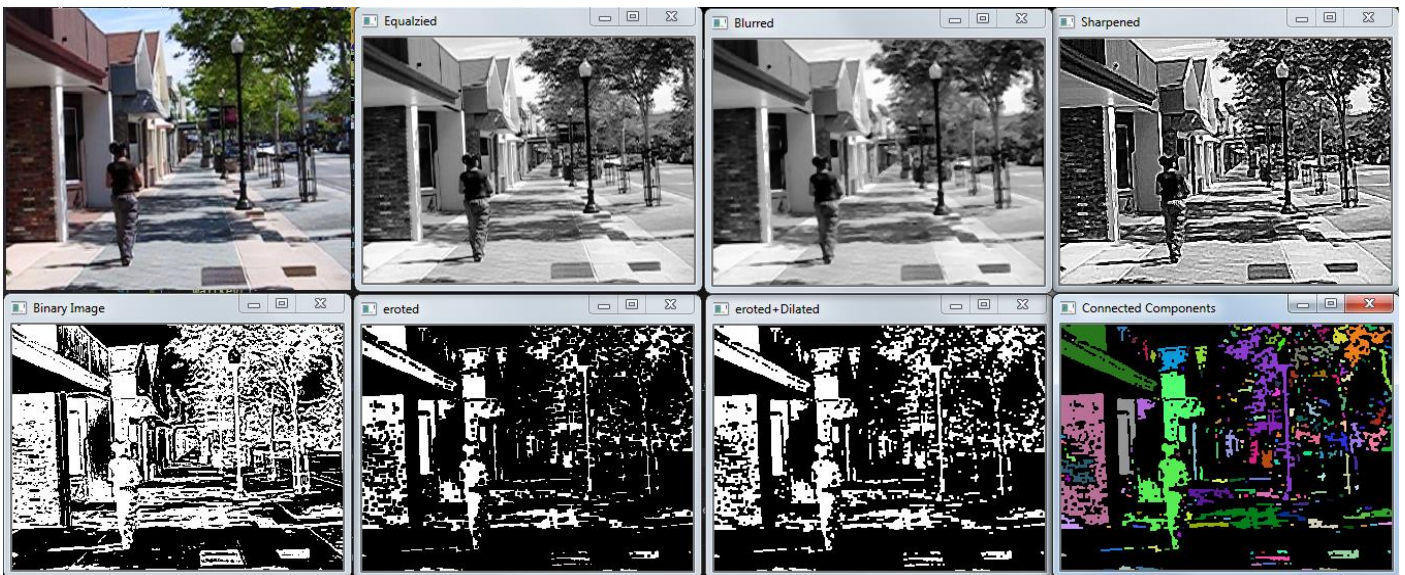 Equalzied
Blurred
Sharpened
Binary Image
eroted
eroted+Dilated
Connected Components